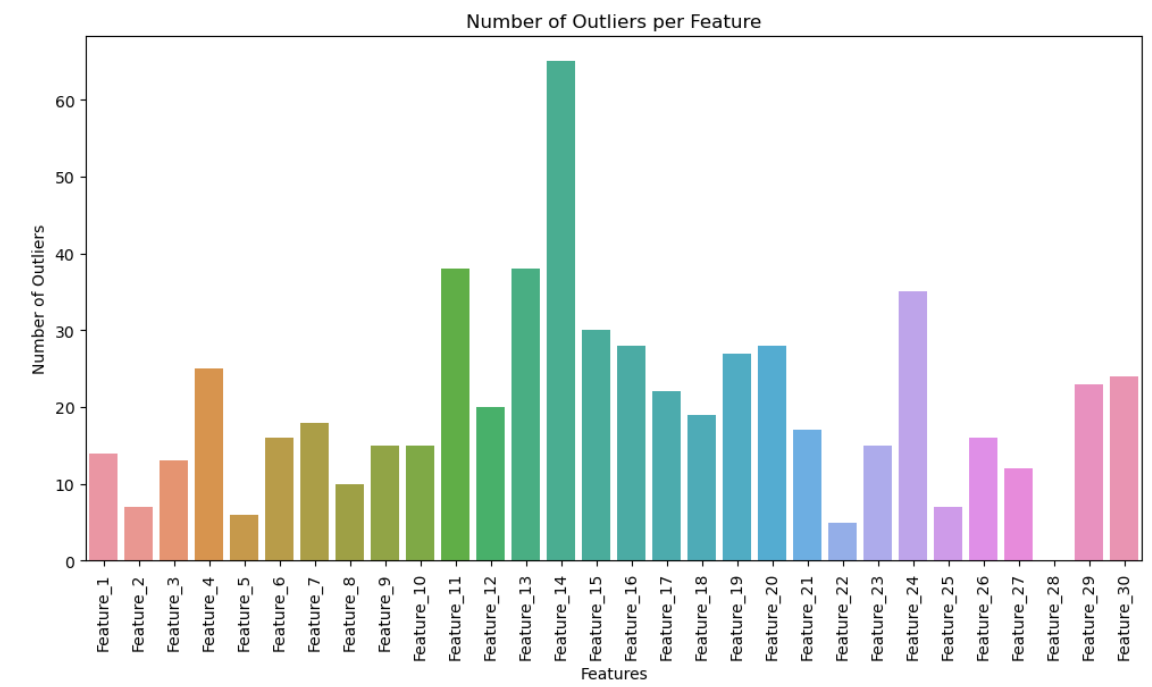 Number of Outliers per Feature
Number of Outliers
60
50
40
30
20
10
0
Feature_1
Feature_2
Feature_3
Feature_4
Feature_5
Feature_6
Feature_7
Feature_8
Feature_9
Feature_10
Feature_11
Feature_12
Feature_13
Feature_14
Feature_15
Feature_16
Feature_17
Feature_18
Feature_19
Feature_20
Feature_21
Feature_22
Feature_23
Feature_24
Feature_25
Feature_26
Feature_27
Feature_28
Feature_29
Feature_30
Features